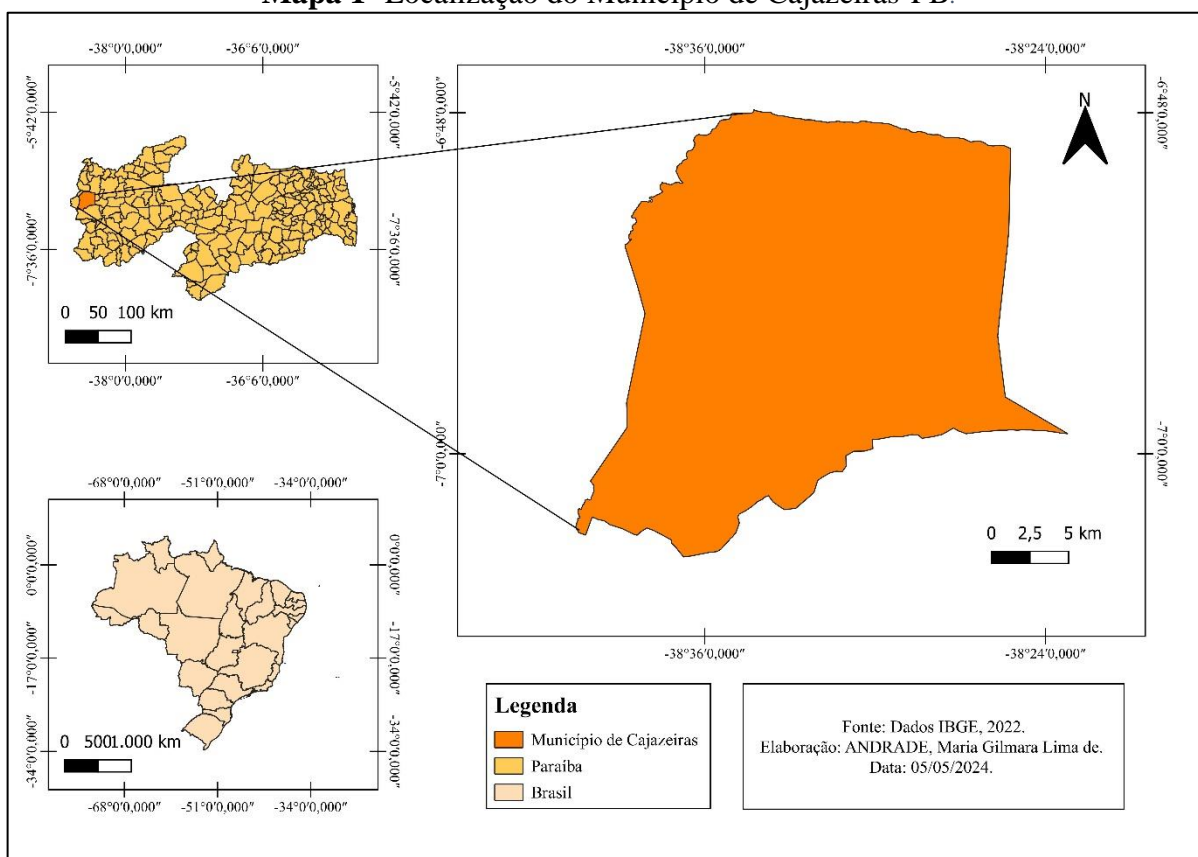 Mapa 1- Localização do Município de Cajazeiras-PB.
-38°0'0,000" -36°6'0,000"
-5°42'0,000" -5°42'0,000"
-7°36'0,000" -7°36'0,000"
0 50 100 km
-38°0'0,000" -36°6'0,000"
-38°36'0,000" -38°24'0,000"
-6°48'0,000" -6°48'0,000"
N
-7°0'0,000" -7°0'0,000"
0 2,5 5 km
-38°36'0,000" -38°24'0,000"
-68°0'0,000" -51°0'0,000" -34°0'0,000"
0°0'0,000" 0°0'0,000"
-17°0'0,000" -17°0'0,000"
-34°0'0,000" -34°0'0,000"
0 5001.000 km
-68°0'0,000" -51°0'0,000" -34°0'0,000"
Legenda
Município de Cajazeiras
Paraíba
Brasil
Fonte: Dados IBGE, 2022.
Elaboração: ANDRADE, Maria Gilmara Lima de.
Data: 05/05/2024.